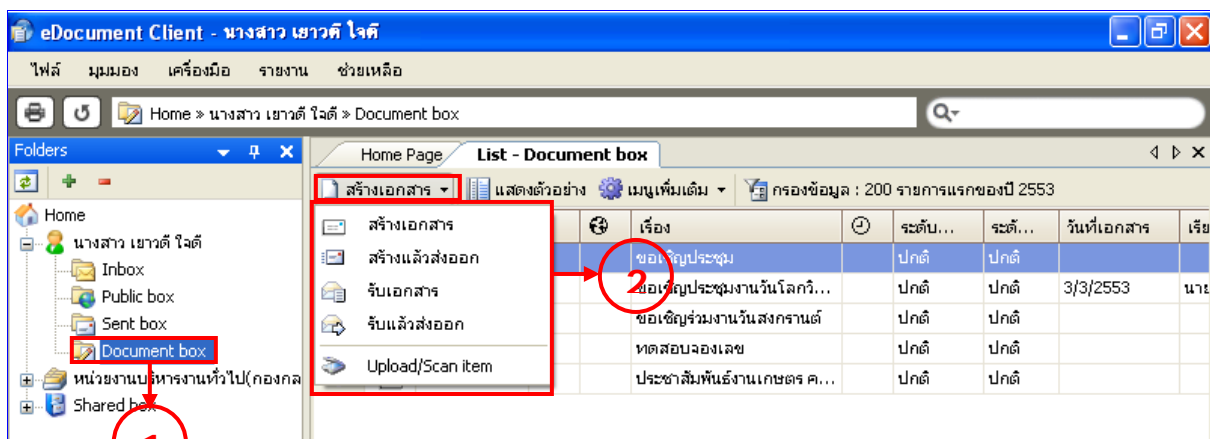 eDocument Client - นางสาว เยาวดี ใจดี
ไฟล์ มุมมอง เครื่องมือ รายงาน ช่วยเหลือ
Home » นางสาว เยาวดี ใจดี » Document box
Folders
Home Page List - Document box
สร้างเอกสาร แสดงตัวอย่าง เมนูเพิ่มเติม กรองข้อมูล : 200 รายการแรกของปี 2553
Home
นางสาว เยาวดี ใจดี
Inbox
Public box
Sent box
Document box
หน่วยงานบริหารงานทั่วไป(กองกล
Shared box
1
สร้างเอกสาร
สร้างแล้วส่งออก
รับเอกสาร
รับแล้วส่งออก
Upload/Scan item
2
เรื่อง ระดับ... ระดั... วันที่เอกสาร เรีย
ขอเชิญประชุม ปกติ ปกติ
ขอเชิญประชุมงานวันโลกวิ... ปกติ ปกติ 3/3/2553 นาย
ขอเชิญร่วมงานวันสงกรานต์ ปกติ ปกติ
ทดสอบจองเลข ปกติ ปกติ
ประชาสัมพันธ์งานเกษตร ค... ปกติ ปกติ